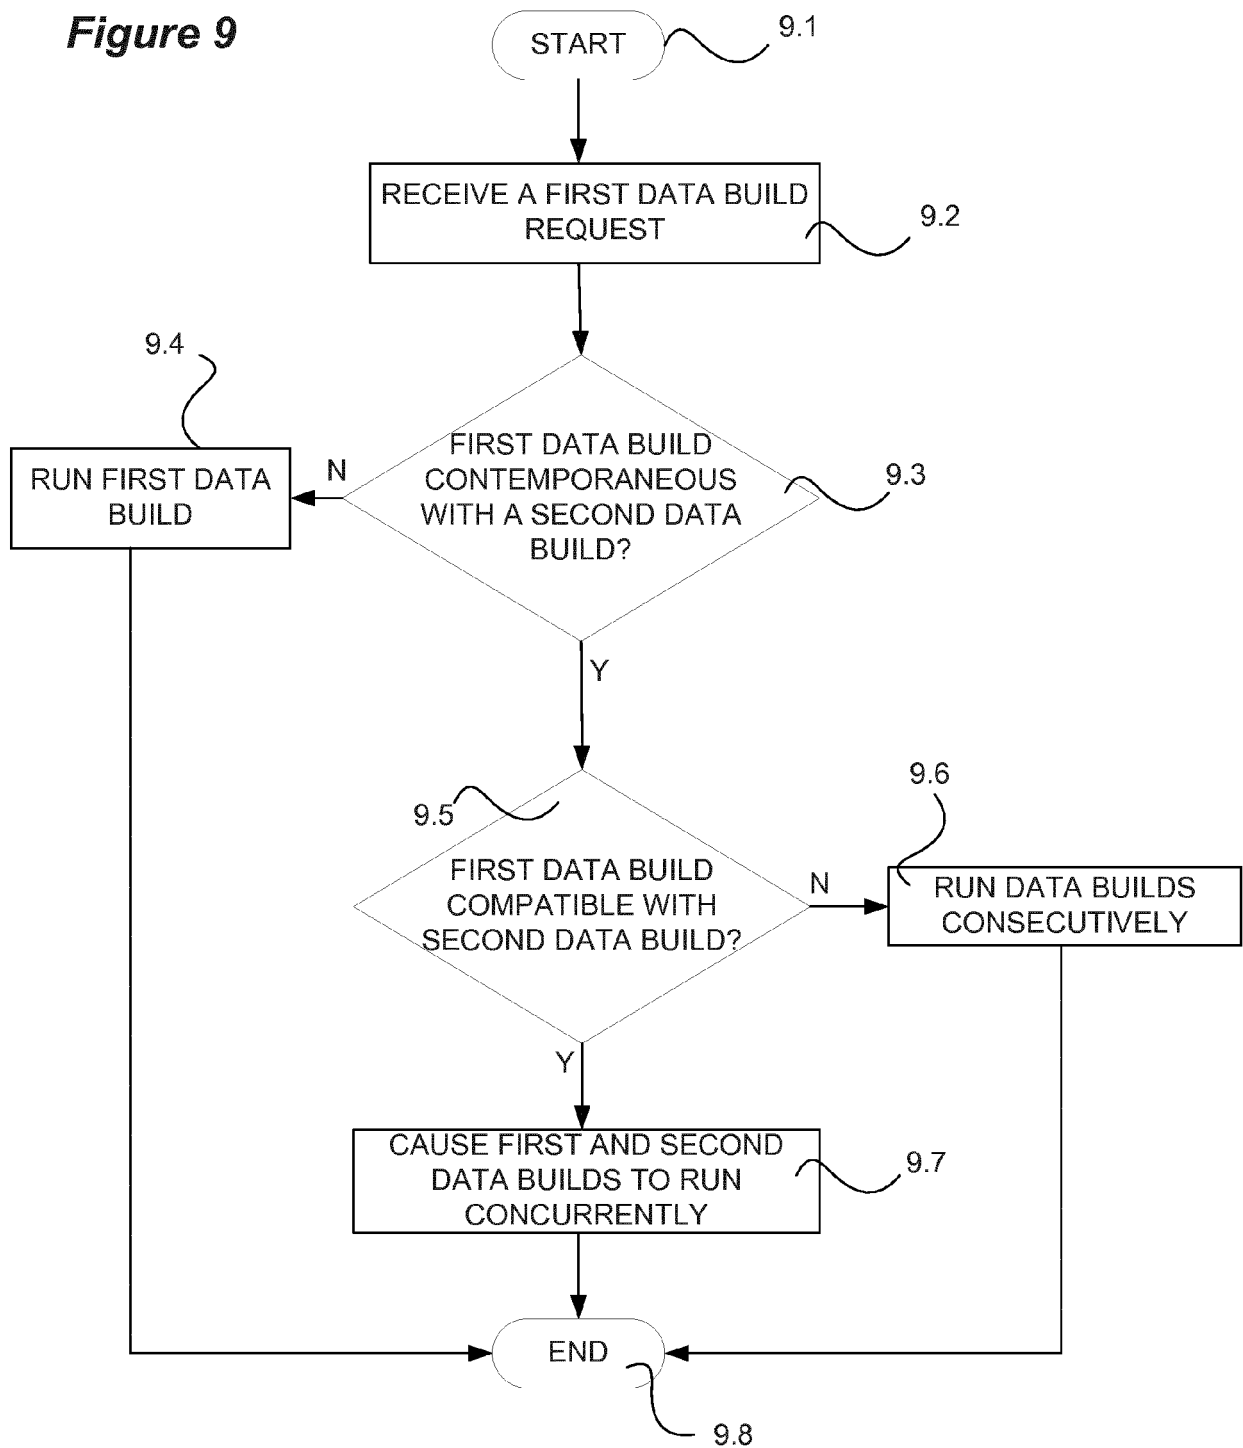 Figure 9
START
9.1
RECEIVE A FIRST DATA BUILD
REQUEST
9.2
9.4
RUN FIRST DATA
BUILD
N
FIRST DATA BUILD
CONTEMPORANEOUS
WITH A SECOND DATA
BUILD?
9.3
Y
9.5
FIRST DATA BUILD
COMPATIBLE WITH
SECOND DATA BUILD?
N
9.6
RUN DATA BUILDS
CONSECUTIVELY
Y
CAUSE FIRST AND SECOND
DATA BUILDS TO RUN
CONCURRENTLY
9.7
END
9.8